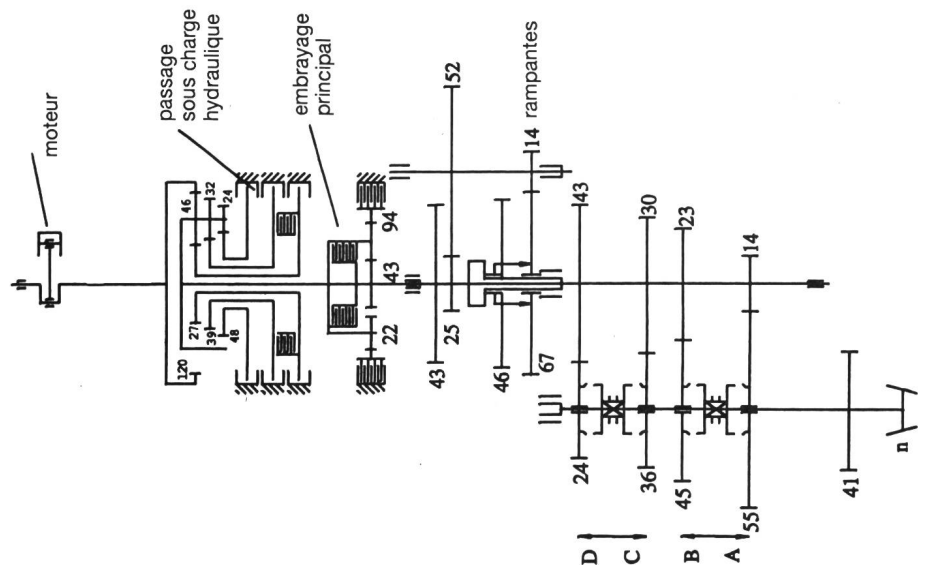 moteur
passage
sous charge
hydraulique
embrayage
principal
46
32
24
27
39
48
120
94
43
22
52
25
43
46
14
rampantes
67
43
30
23
14
24
36
45
55
41
n
D
C
B
A